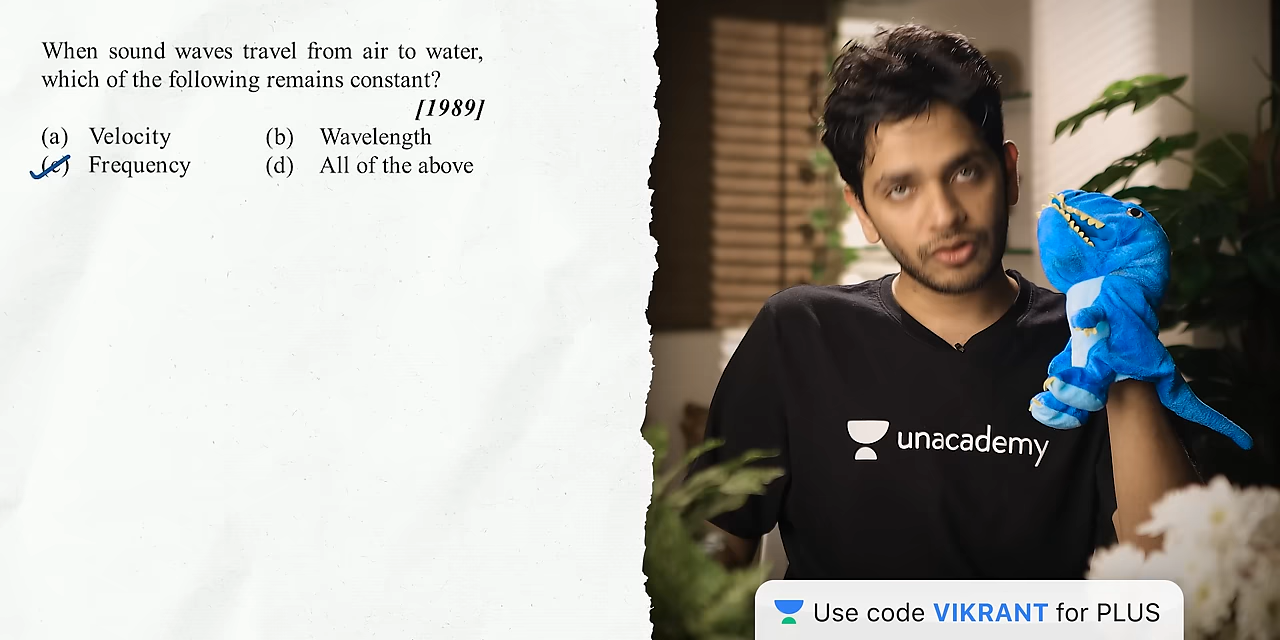 When sound waves travel from air to water,
which of the following remains constant?
[1989]
(a) Velocity (b) Wavelength
(c) Frequency (d) All of the above
unacademy
Use code VIKRANT for PLUS